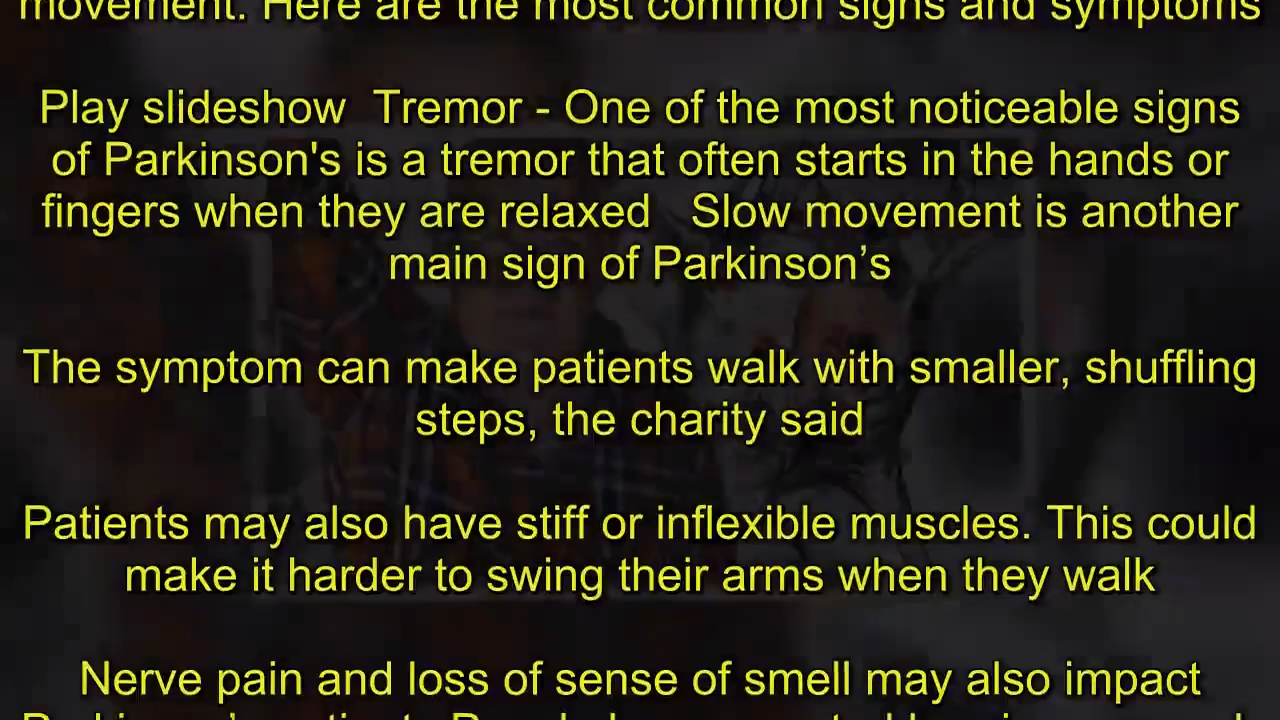 movement. Here are the most common signs and symptoms
Play slideshow  Tremor - One of the most noticeable signs
of Parkinson's is a tremor that often starts in the hands or
fingers when they are relaxed   Slow movement is another
main sign of Parkinson’s
The symptom can make patients walk with smaller, shuffling
steps, the charity said
Patients may also have stiff or inflexible muscles. This could
make it harder to swing their arms when they walk
Nerve pain and loss of sense of smell may also impact